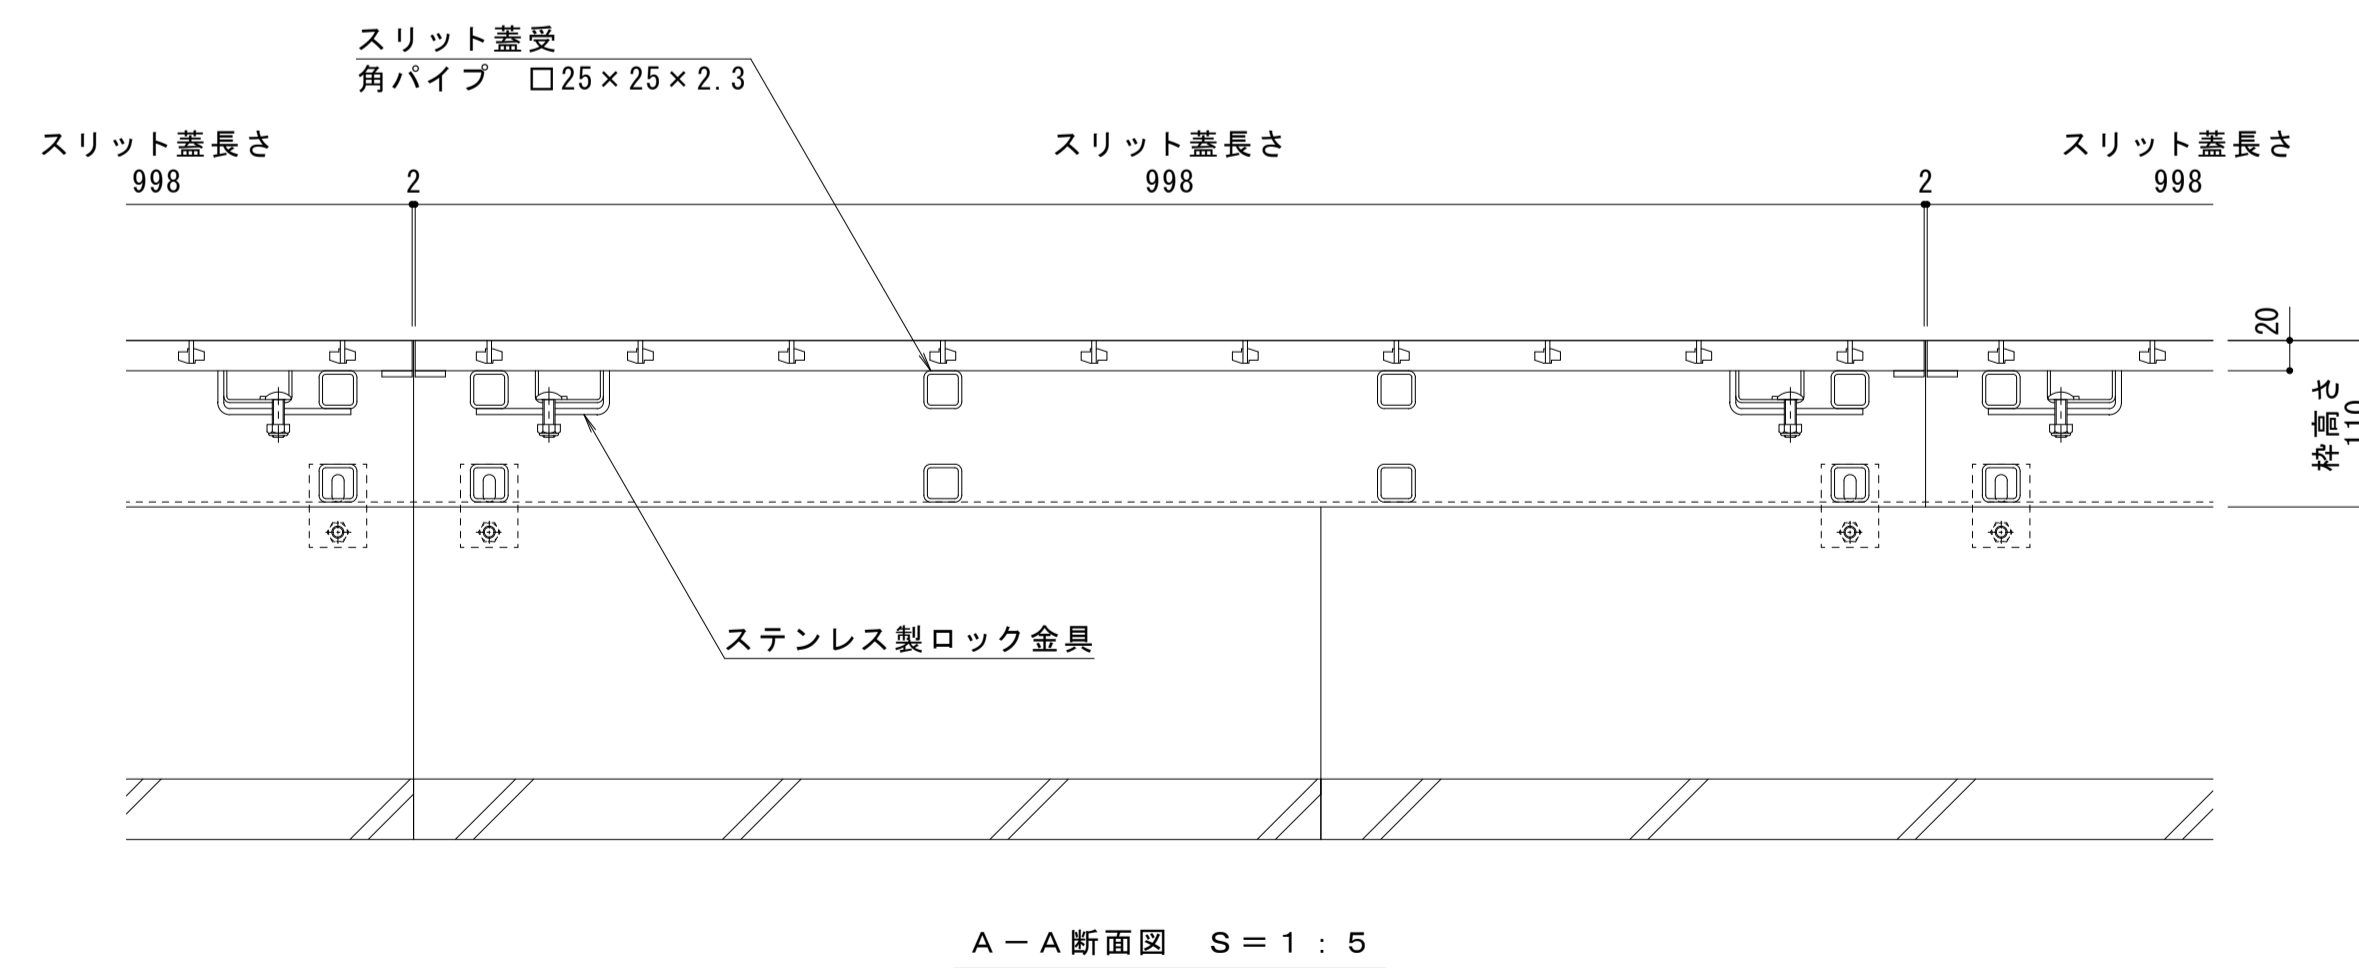 スリット蓋受
角パイプ　□25×25×2.3
スリット蓋長さ
998
2
スリット蓋長さ
998
2
スリット蓋長さ
998
20
枠高さ
110
ステンレス製ロック金具
A－A断面図　S＝1：5